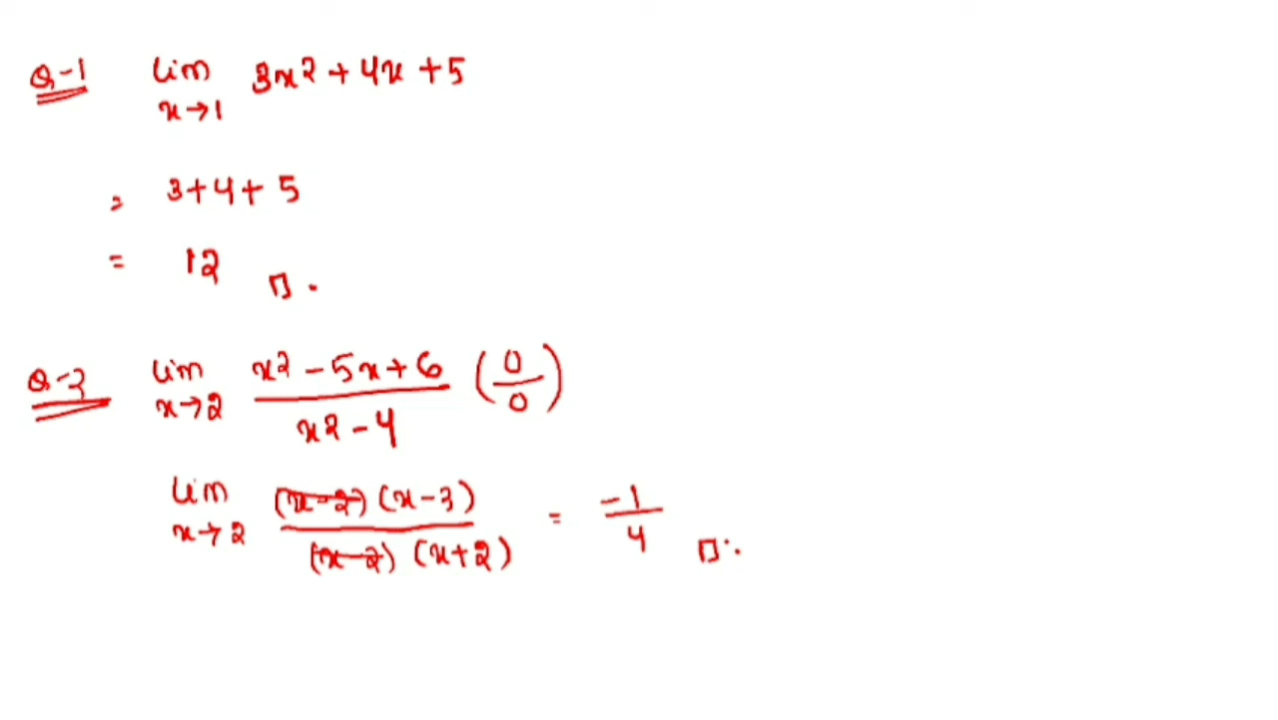 Q-1 lim x→1 3x2 + 4x + 5
= 3+4+5
= 12
Q-3 lim x→2 x2 - 5x + 6 / x2 - 4 (0/0)
lim x→2 (x-2)(x-3) / (x-2)(x+2) = -1/4